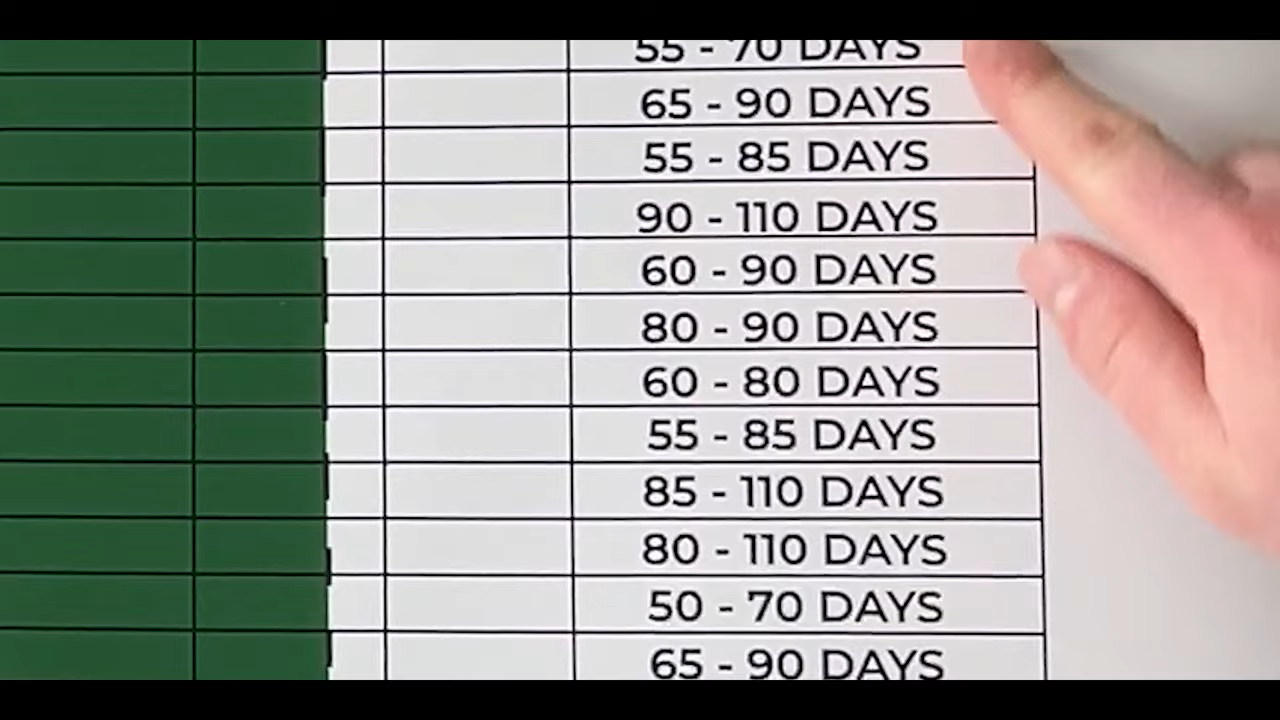 55 - 70 DAYS
65 - 90 DAYS
55 - 85 DAYS
90 - 110 DAYS
60 - 90 DAYS
80 - 90 DAYS
60 - 80 DAYS
55 - 85 DAYS
85 - 110 DAYS
80 - 110 DAYS
50 - 70 DAYS
65 - 90 DAYS